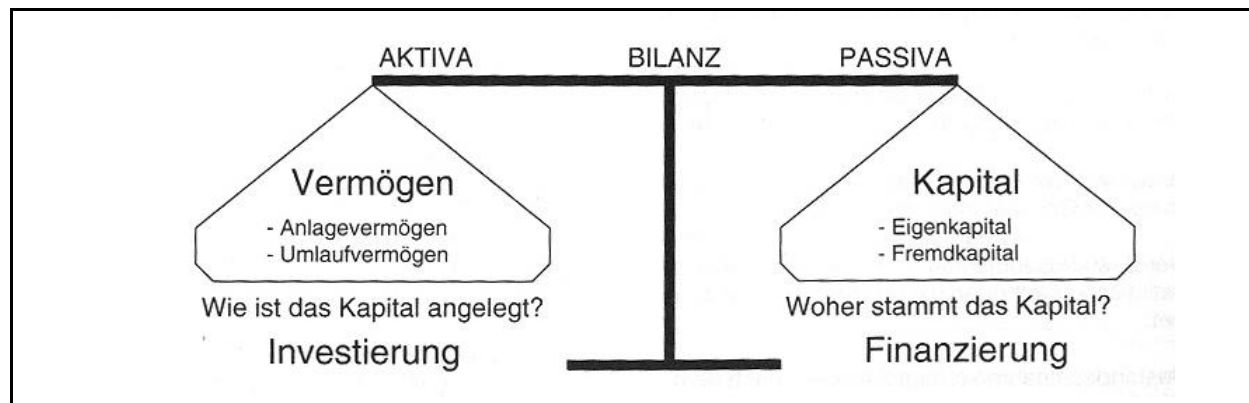 AKTIVA BILANZ PASSIVA
Vermögen
- Anlagevermögen
- Umlaufvermögen
Wie ist das Kapital angelegt?
Investierung
Kapital
- Eigenkapital
- Fremdkapital
Woher stammt das Kapital?
Finanzierung